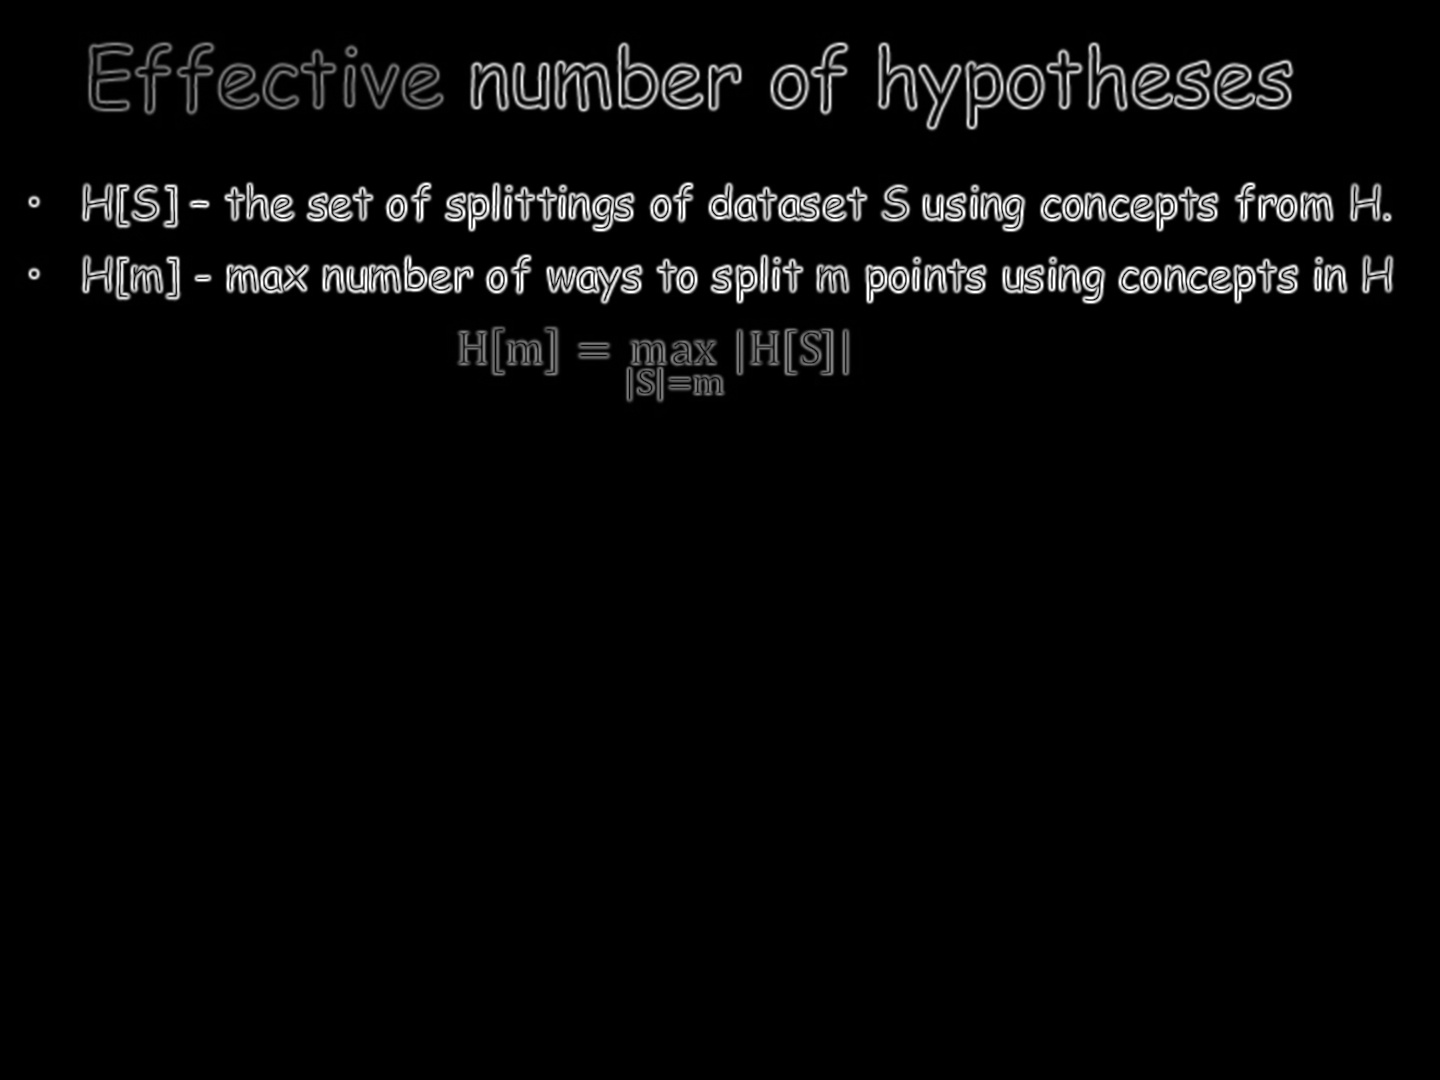 Effective number of hypotheses
• H[S] – the set of splittings of dataset S using concepts from H.
• H[m] - max number of ways to split m points using concepts in H
H[m] = max |H[S]|
|S|=m